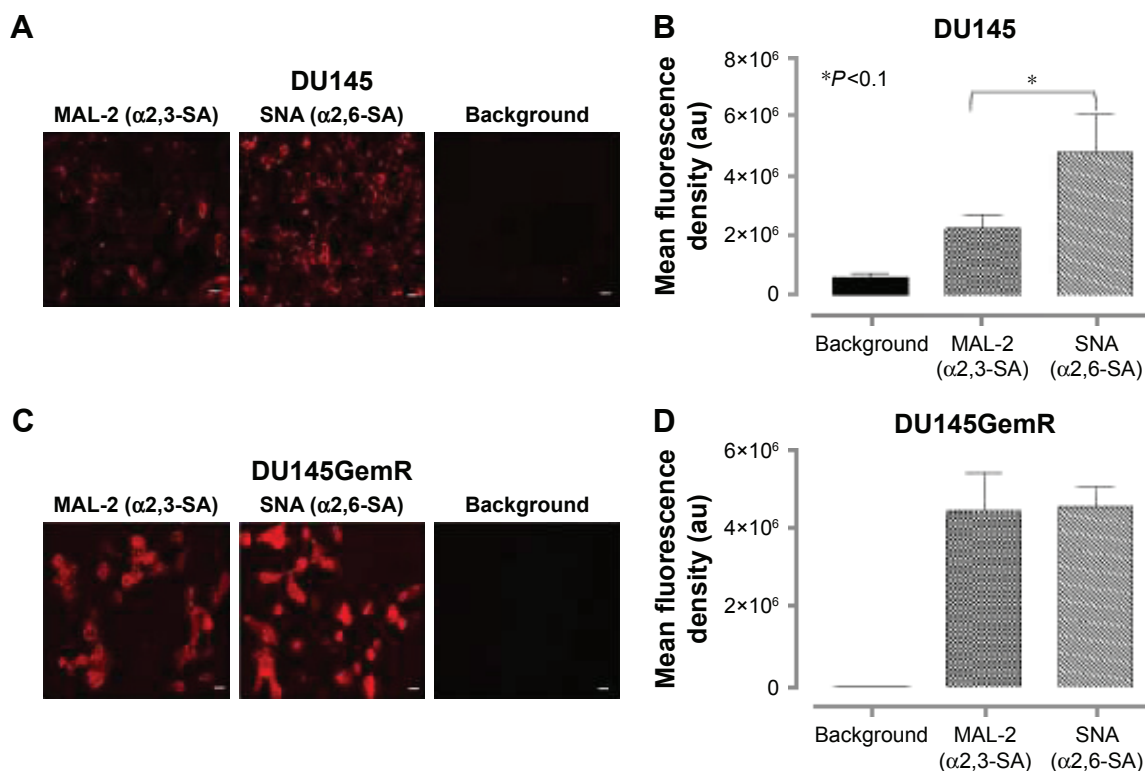 A
DU145
MAL-2 (α2,3-SA) SNA (α2,6-SA) Background
B
DU145
*P<0.1
*
Mean fluorescence
density (au)
8×10⁶
6×10⁶
4×10⁶
2×10⁶
0
Background MAL-2 SNA
(α2,3-SA) (α2,6-SA)
C
DU145GemR
MAL-2 (α2,3-SA) SNA (α2,6-SA) Background
D
DU145GemR
Mean fluorescence
density (au)
6×10⁶
4×10⁶
2×10⁶
0
Background MAL-2 SNA
(α2,3-SA) (α2,6-SA)